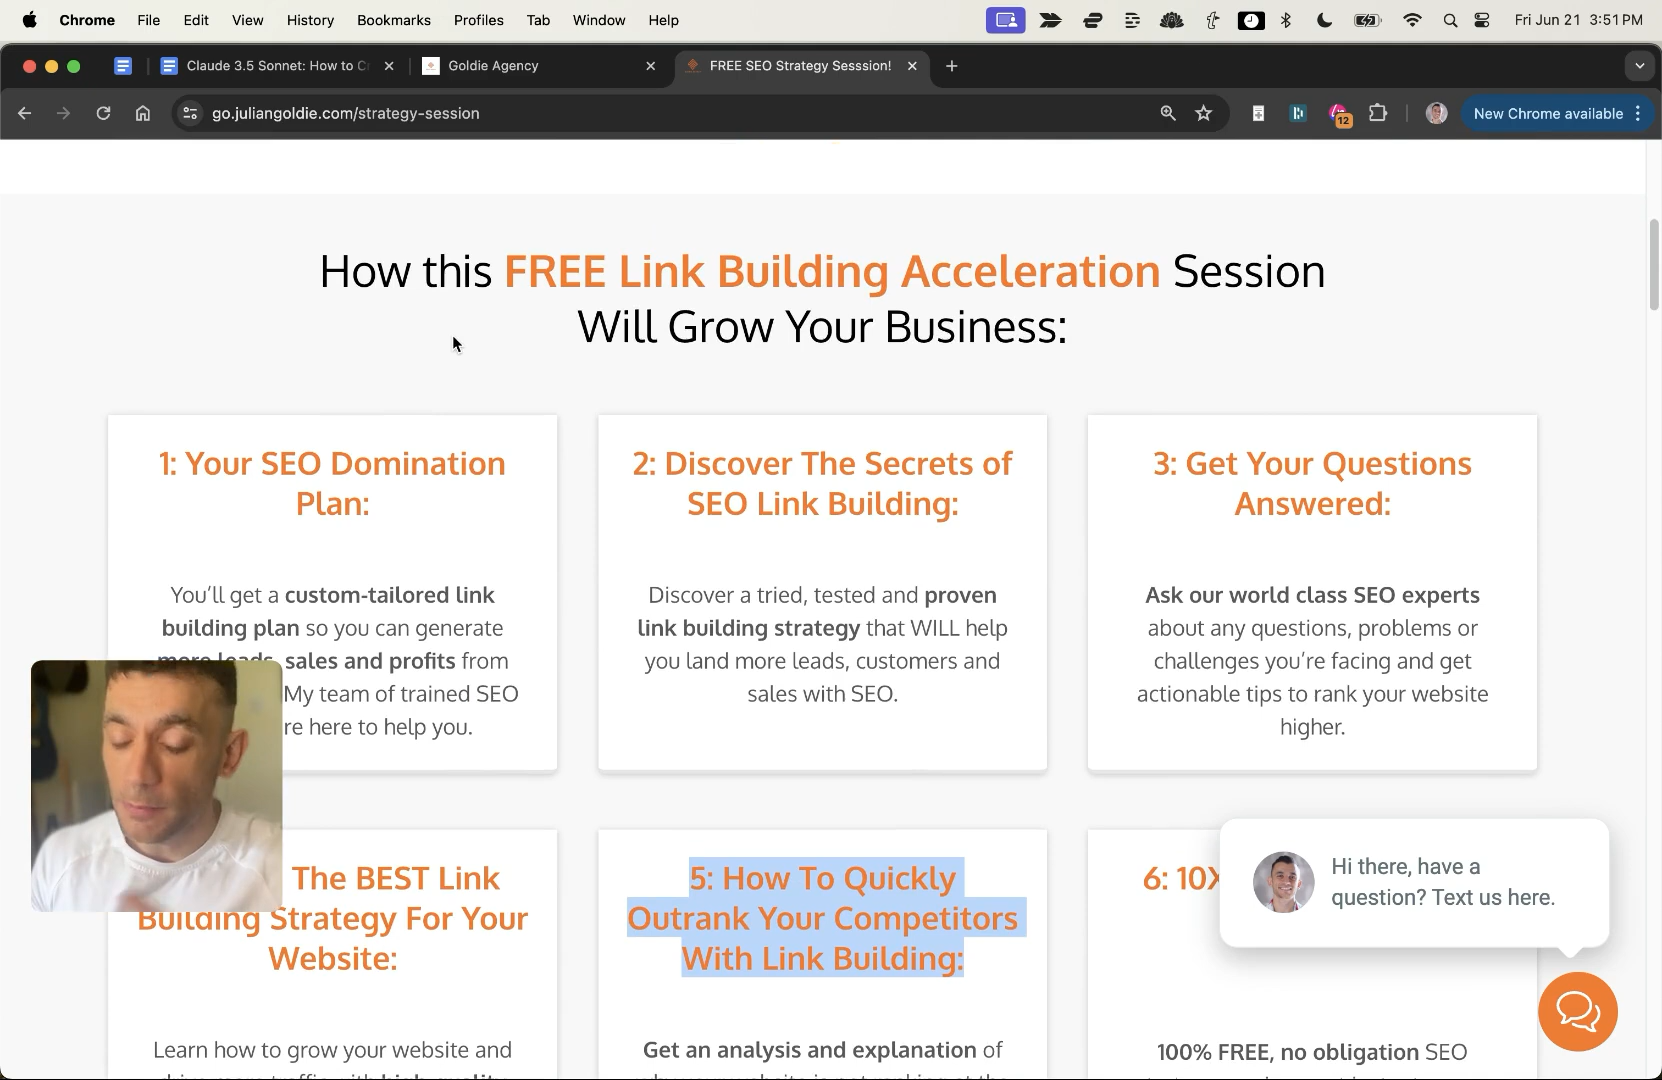 Chrome File Edit View History Bookmarks Profiles Tab Window Help Fri Jun 21 3:51 PM
Claude 3.5 Sonnet: How to C
Goldie Agency
FREE SEO Strategy Sesssion!
go.juliangoldie.com/strategy-session
12
New Chrome available
How this FREE Link Building Acceleration Session
Will Grow Your Business:
1: Your SEO Domination
Plan:
You’ll get a custom-tailored link
building plan so you can generate
more leads, sales and profits from
My team of trained SEO
re here to help you.
2: Discover The Secrets of
SEO Link Building:
Discover a tried, tested and proven
link building strategy that WILL help
you land more leads, customers and
sales with SEO.
3: Get Your Questions
Answered:
Ask our world class SEO experts
about any questions, problems or
challenges you’re facing and get
actionable tips to rank your website
higher.
The BEST Link
Building Strategy For Your
Website:
Learn how to grow your website and
5: How To Quickly
Outrank Your Competitors
With Link Building:
Get an analysis and explanation of
6: 10X
100% FREE, no obligation SEO
Hi there, have a
question? Text us here.